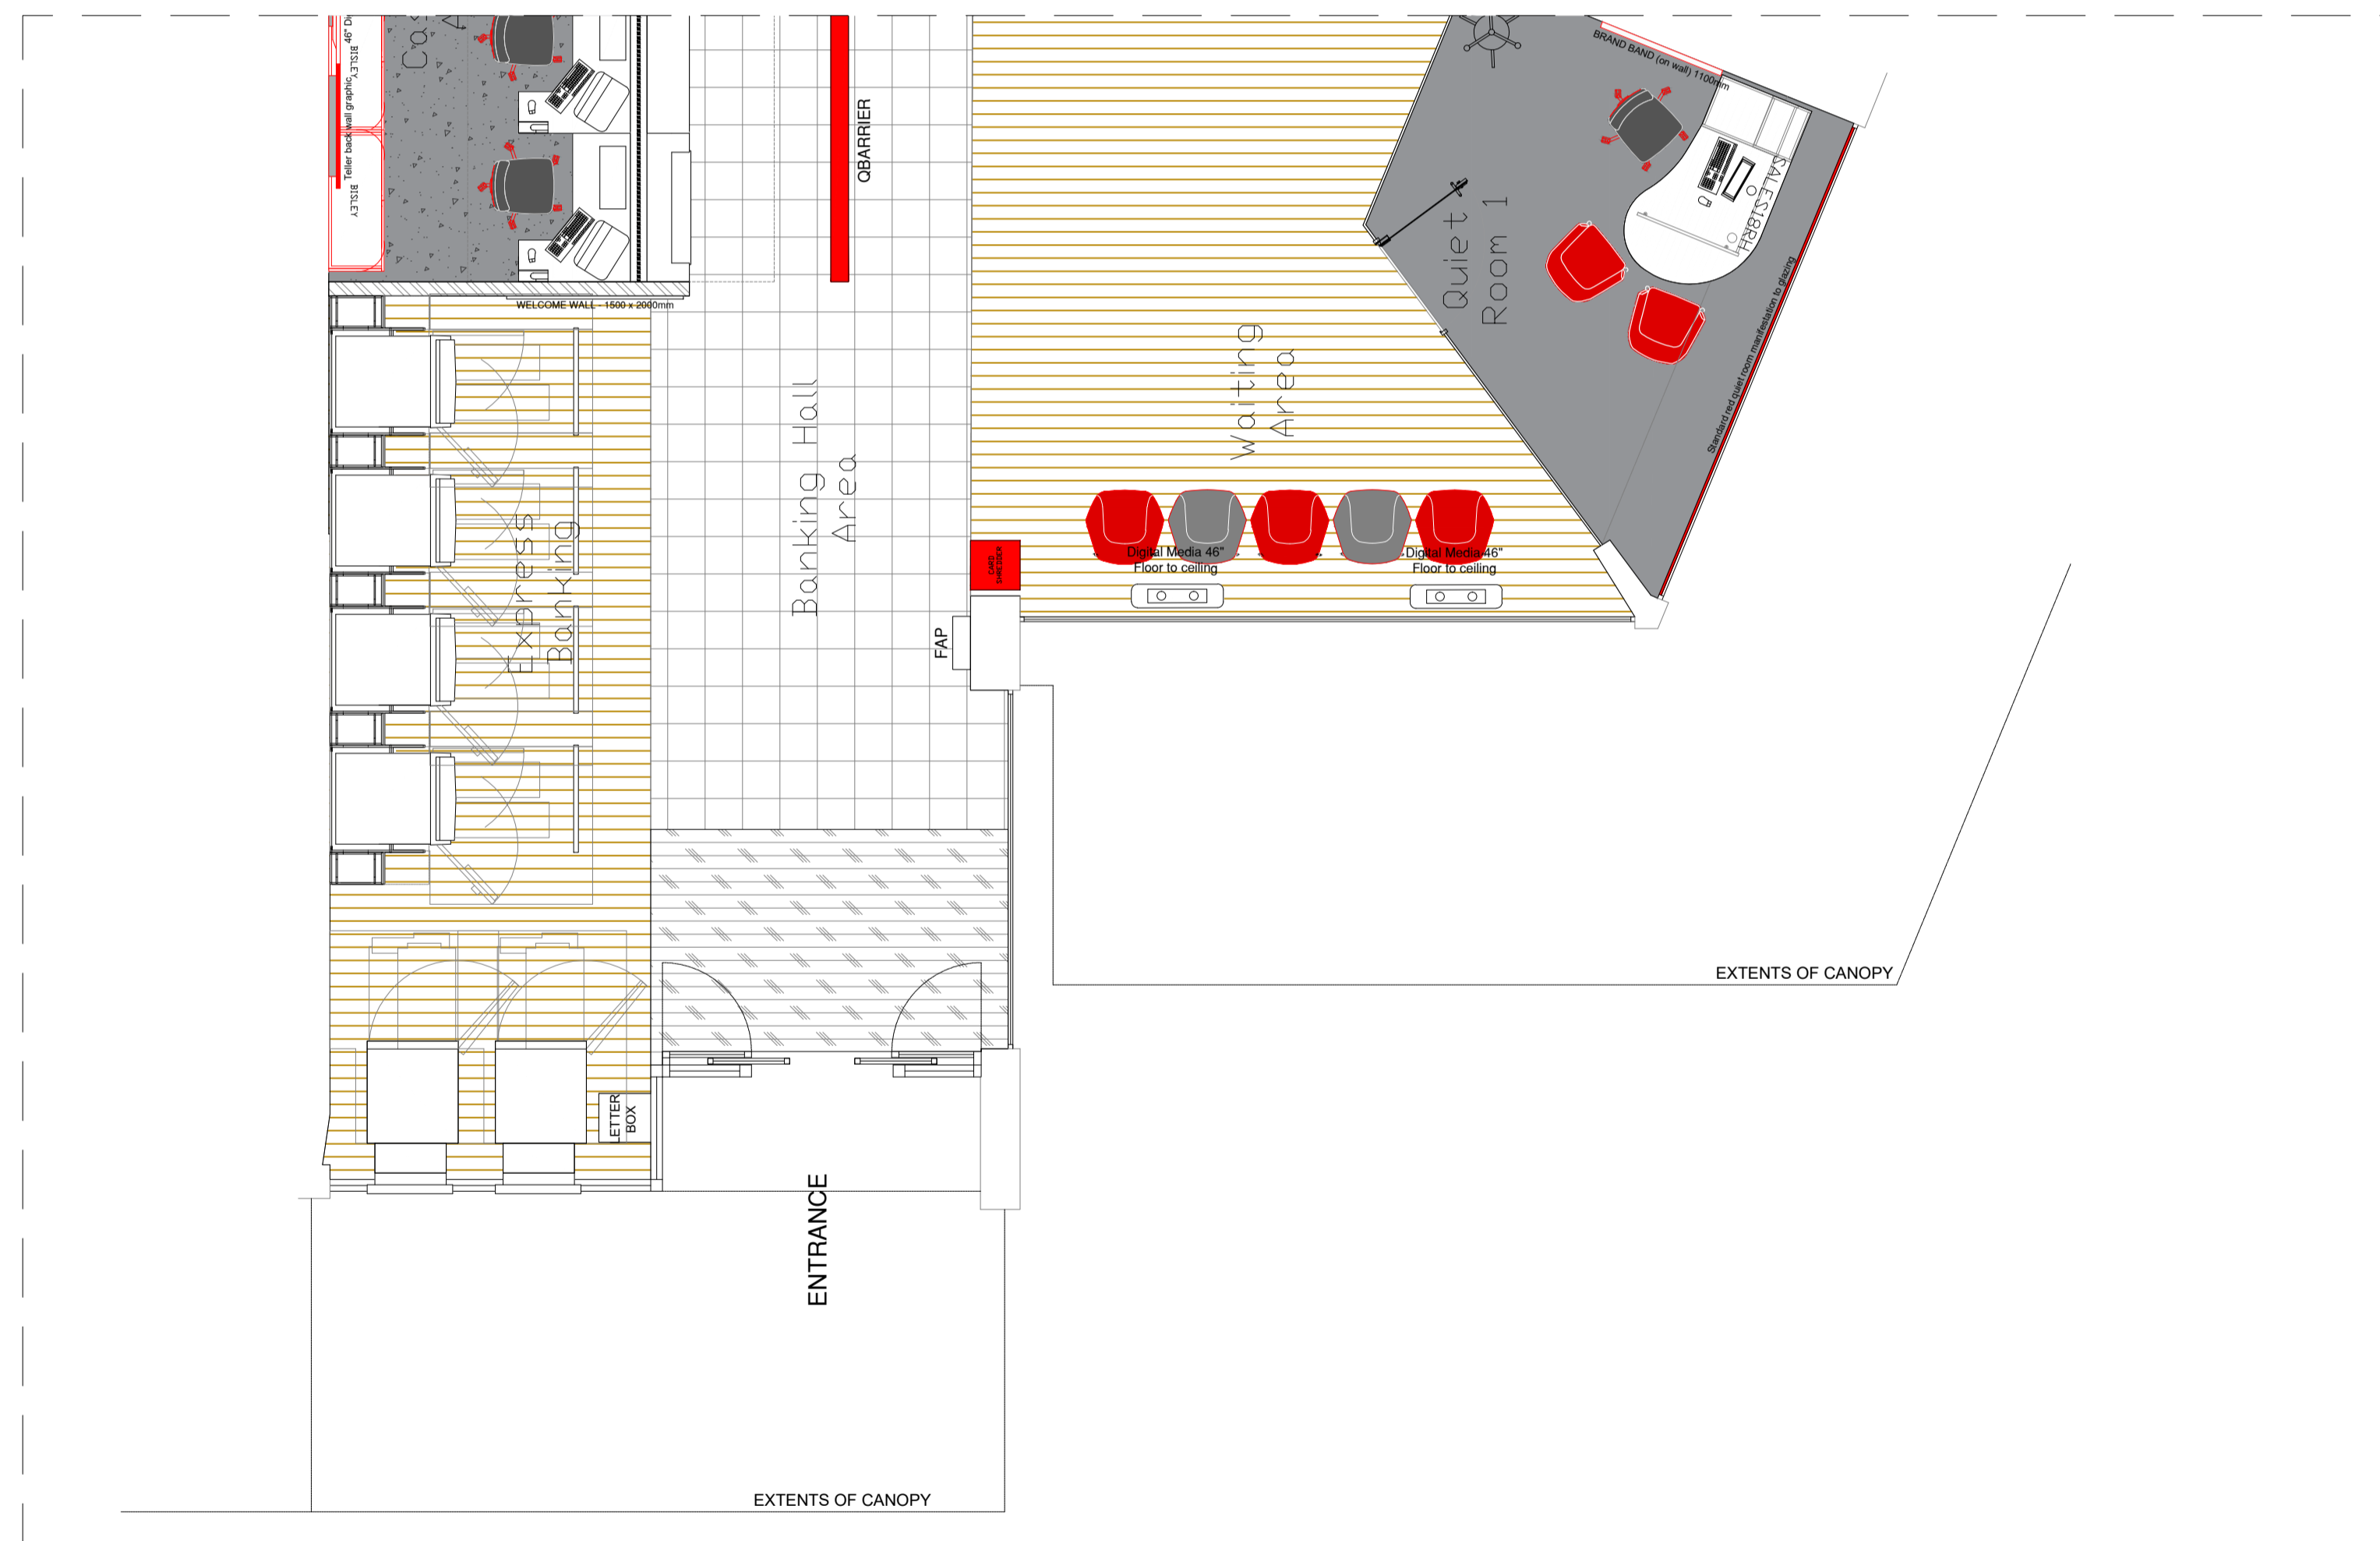 46" Di
BISLEY
Teller back wall graphic
BISLEY
Ca
A
QBARRIER
BRAND BAND (on wall) 1100mm
SALES18RH
Quiet
Room 1
Standard red quiet room manifestation to glazing
WELCOME WALL - 1500 x 2000mm
Waiting
Area
Banking Hall
Area
Express
Banking
CARD
SHREDDER
Digital Media 46"
Floor to ceiling
Digital Media 46"
Floor to ceiling
FAP
EXTENTS OF CANOPY
LETTER
BOX
ENTRANCE
EXTENTS OF CANOPY